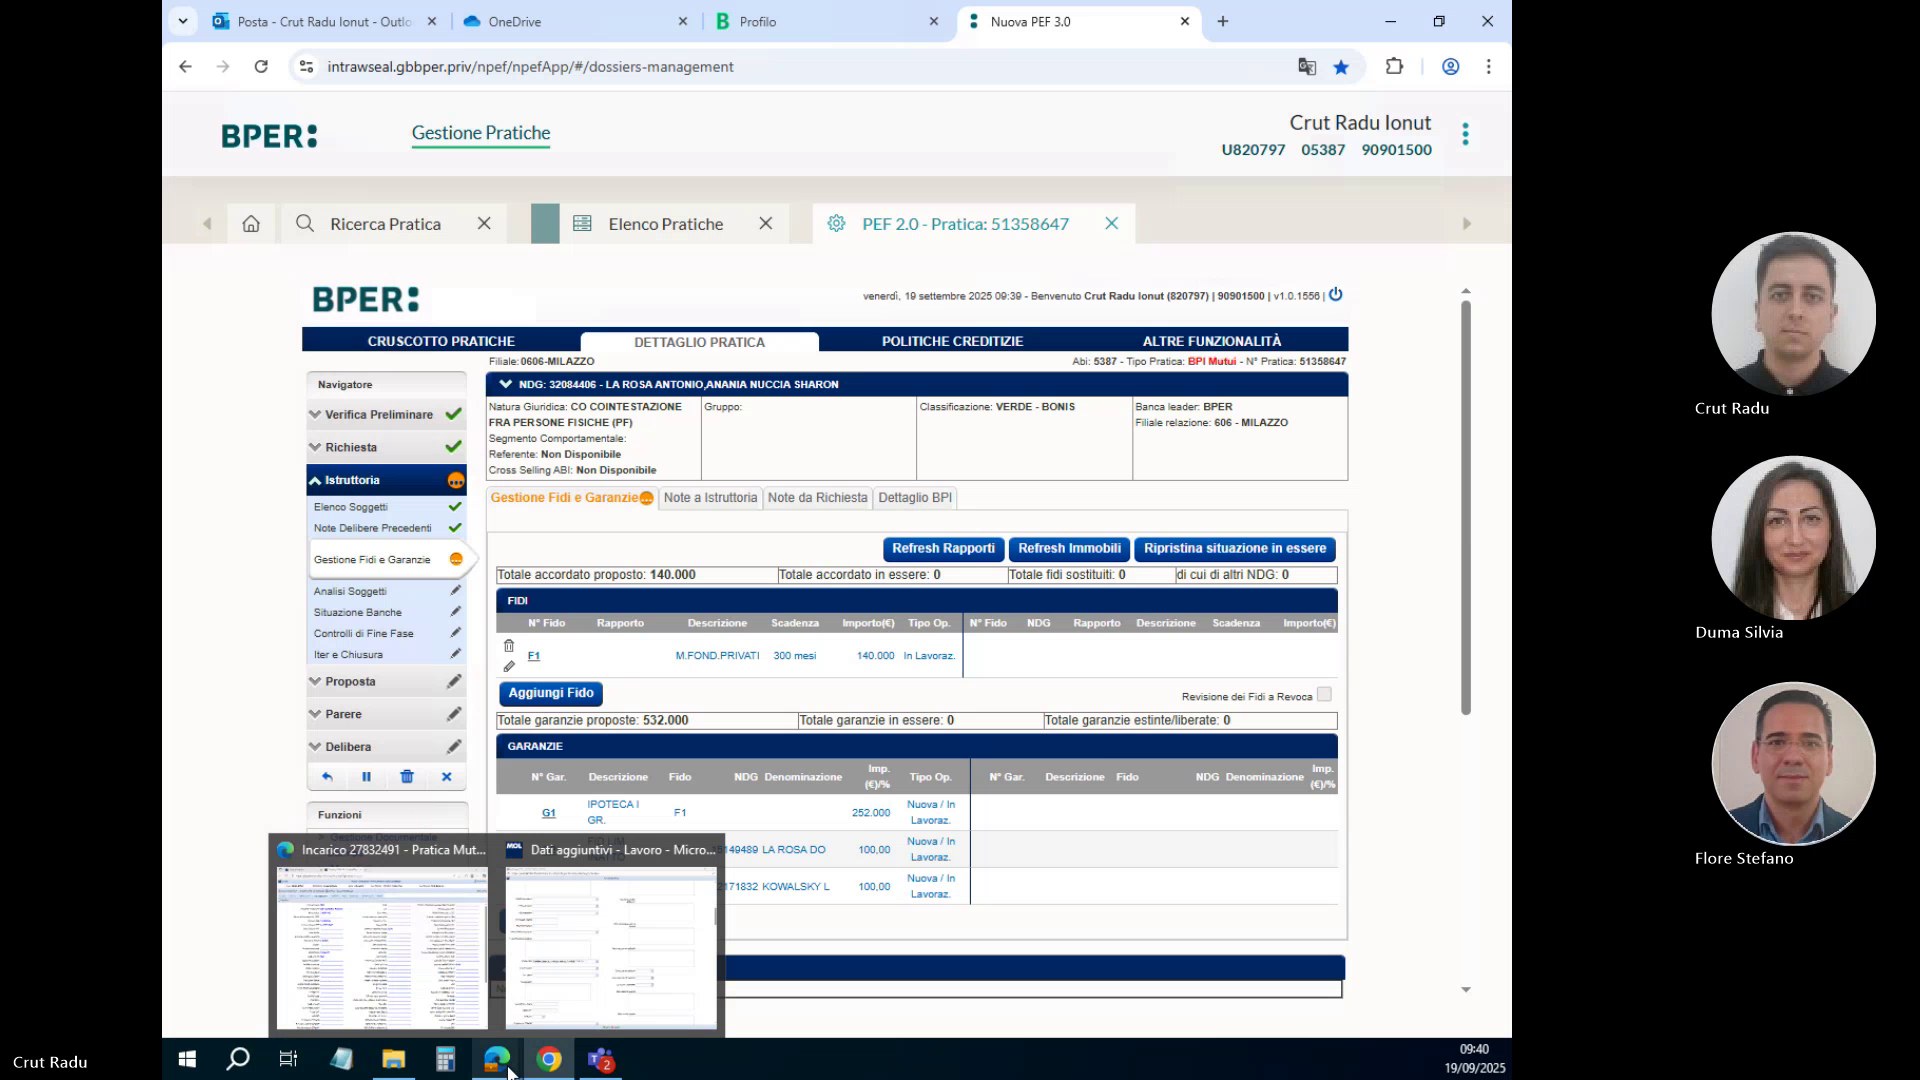 Posta - Crut Radu Ionut - Outlo
OneDrive
Profilo
Nuova PEF 3.0
intrawseal.gbbper.priv/npef/npefApp/#/dossiers-management
BPER:
Gestione Pratiche
Crut Radu Ionut
U820797 05387 90901500
Ricerca Pratica
Elenco Pratiche
PEF 2.0 - Pratica: 51358647
BPER:
venerdì, 19 settembre 2025 09:39 - Benvenuto Crut Radu Ionut (820797) | 90901500 | v1.0.1556 |
CRUSCOTTO PRATICHE
DETTAGLIO PRATICA
POLITICHE CREDITIZIE
ALTRE FUNZIONALITÀ
Filiale: 0606-MILAZZO
Abi: 5387 - Tipo Pratica: BPI Mutui - N° Pratica: 51358647
Navigatore
Verifica Preliminare
Richiesta
Istruttoria
Elenco Soggetti
Note Delibere Precedenti
Gestione Fidi e Garanzie
Analisi Soggetti
Situazione Banche
Controlli di Fine Fase
Iter e Chiusura
Proposta
Parere
Delibera
Funzioni
NDG: 32084406 - LA ROSA ANTONIO,ANANIA NUCCIA SHARON
Natura Giuridica: CO COINTESTAZIONE
FRA PERSONE FISICHE (PF)
Segmento Comportamentale:
Referente: Non Disponibile
Cross Selling ABI: Non Disponibile
Gruppo:
Classificazione: VERDE - BONIS
Banca leader: BPER
Filiale relazione: 606 - MILAZZO
Gestione Fidi e Garanzie
Note a Istruttoria
Note da Richiesta
Dettaglio BPI
Refresh Rapporti
Refresh Immobili
Ripristina situazione in essere
Totale accordato proposto: 140.000
Totale accordato in essere: 0
Totale fidi sostituiti: 0
di cui di altri NDG: 0
FIDI
N° Fido Rapporto Descrizione Scadenza Importo(€) Tipo Op. N° Fido NDG Rapporto Descrizione Scadenza Importo(€)
F1 M.FOND.PRIVATI 300 mesi 140.000 In Lavoraz.
Aggiungi Fido
Revisione dei Fidi a Revoca
Totale garanzie proposte: 532.000
Totale garanzie in essere: 0
Totale garanzie estinte/liberate: 0
GARANZIE
N° Gar. Descrizione Fido NDG Denominazione Imp. (€)/% Tipo Op. N° Gar. Descrizione Fido NDG Denominazione Imp. (€)/%
G1 IPOTECA I GR. F1 252.000 Nuova / In Lavoraz.
149489 LA ROSA DO 100,00 Nuova / In Lavoraz.
171832 KOWALSKY L 100,00 Nuova / In Lavoraz.
Incarico 27832491 - Pratica Mut...
MOL
Dati aggiuntivi - Lavoro - Micro...
2
09:40
19/09/2025
Crut Radu
Duma Silvia
Flore Stefano
Crut Radu